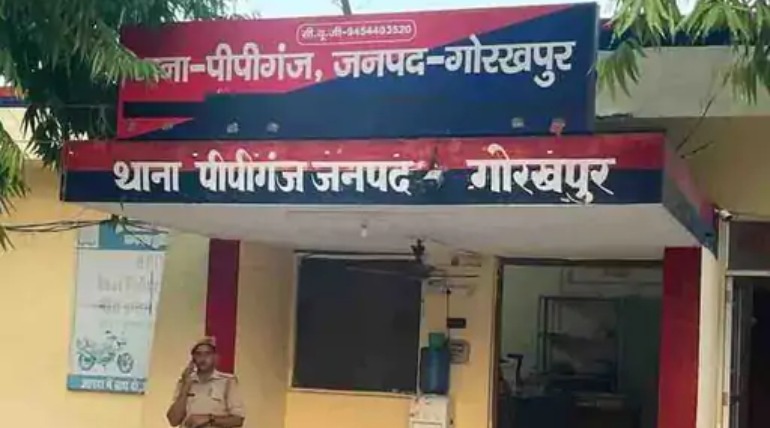 सी.यू.जी-9454403520
थाना-पीपीगंज, जनपद-गोरखपुर
थाना पीपीगंज जनपद - गोरखपुर